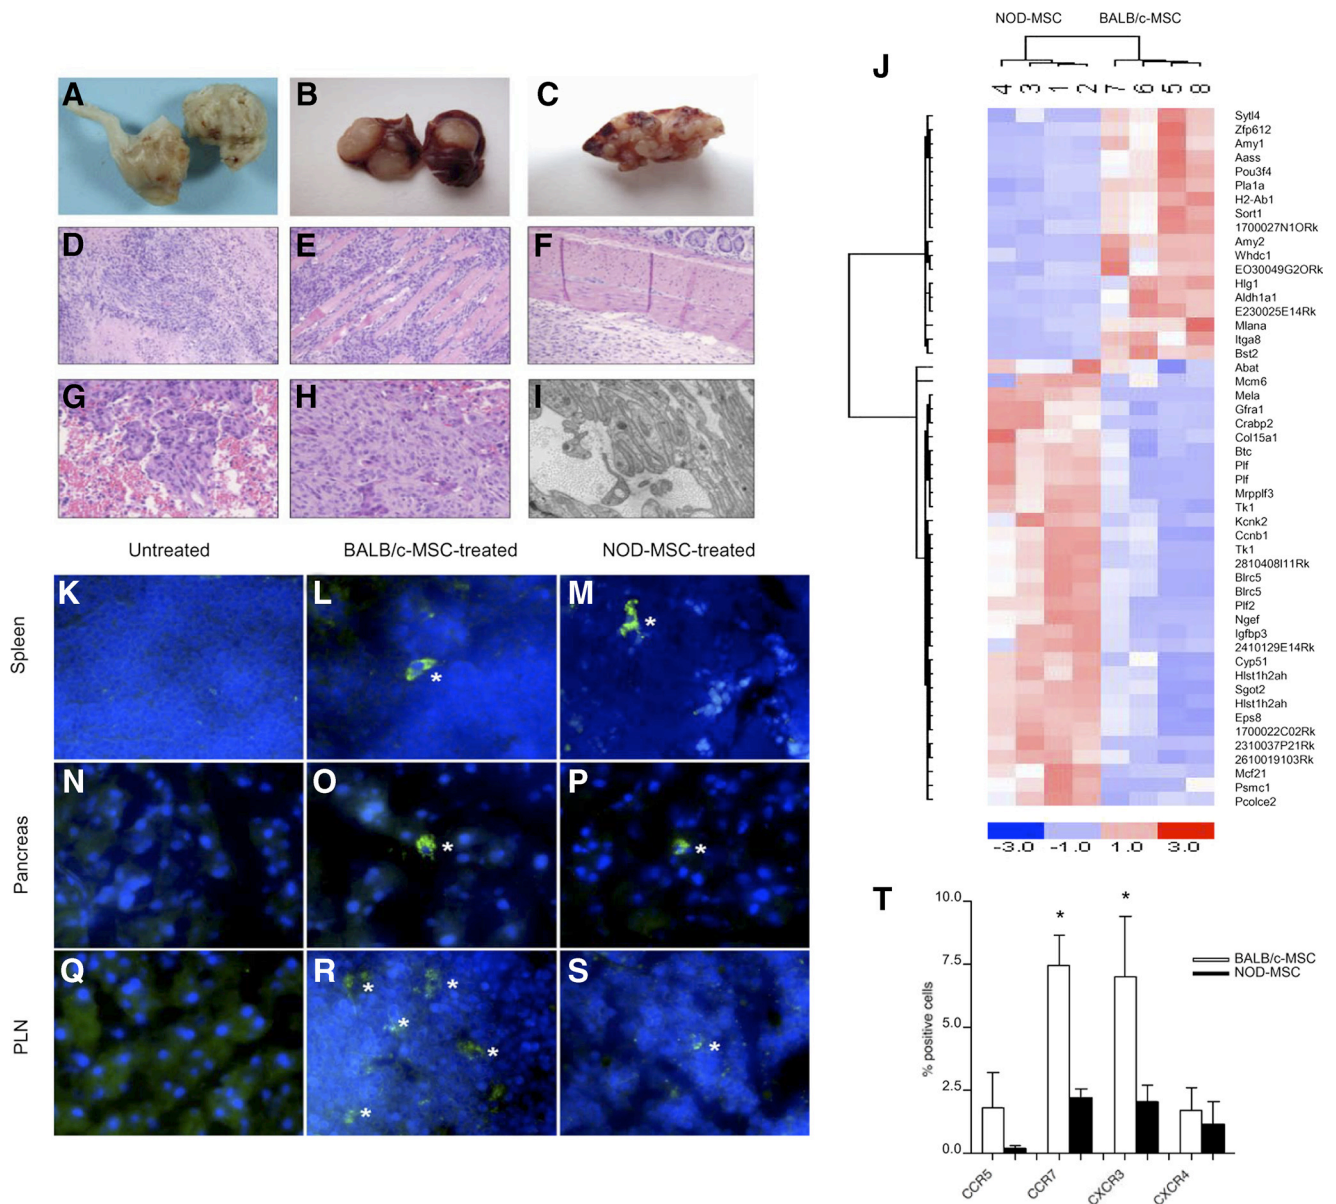 A
B
C
D
E
F
G
H
I
Untreated
BALB/c-MSC-treated
NOD-MSC-treated
Spleen
K
L
*
M
*
Pancreas
N
O
*
P
*
PLN
Q
R
* *
*
*
*
S
*
J
NOD-MSC BALB/c-MSC
4 3 1 2 7 6 5 8
Sytl4
Zfp612
Amy1
Aass
Pou3f4
Pla1a
H2-Ab1
Sort1
1700027N1ORk
Amy2
Whdc1
EO30049G2ORk
Hlg1
Aldh1a1
E230025E14Rk
Mlana
Itga8
Bst2
Abat
Mcm6
Mela
Gfra1
Crabp2
Col15a1
Btc
Plf
Plf
Mrpplf3
Tk1
Kcnk2
Ccnb1
Tk1
2810408I11Rk
Blrc5
Blrc5
Plf2
Ngef
Igfbp3
2410129E14Rk
Cyp51
Hlst1h2ah
Sgot2
Hlst1h2ah
Eps8
1700022C02Rk
2310037P21Rk
2610019103Rk
Mcf21
Psmc1
Pcolce2
-3.0 -1.0 1.0 3.0
T
% positive cells
10.0
7.5
5.0
2.5
0.0
* *
BALB/c-MSC
NOD-MSC
CCR5 CCR7 CXCR3 CXCR4